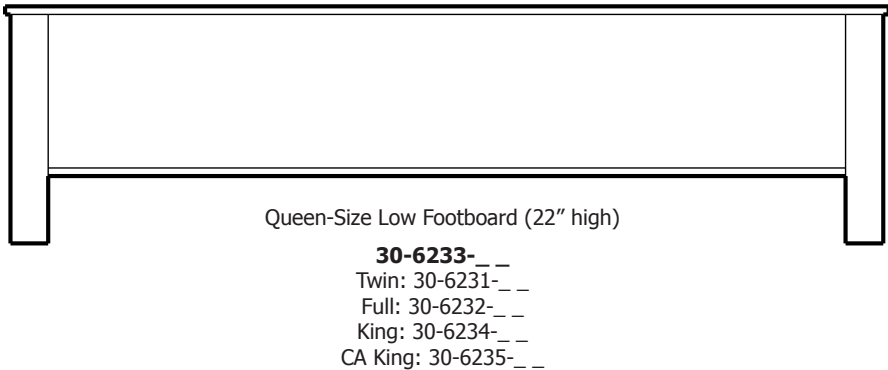 Queen-Size Low Footboard (22” high)
30-6233-_ _
Twin: 30-6231-_ _
Full: 30-6232-_ _
King: 30-6234-_ _
CA King: 30-6235-_ _